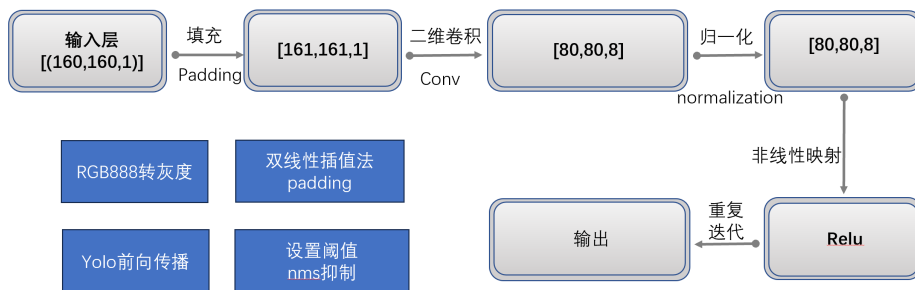 输入层
[(160,160,1)]
填充
Padding
[161,161,1]
二维卷积
Conv
[80,80,8]
归一化
normalization
[80,80,8]
非线性映射
RGB888转灰度
双线性插值法
padding
Yolo前向传播
设置阈值
nms抑制
输出
重复
迭代
Relu